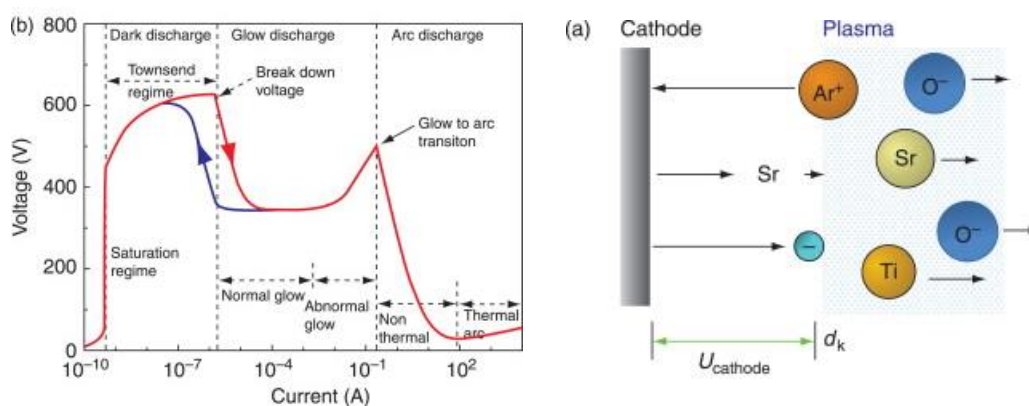 (b)
800
600
400
200
0
Voltage (V)
Dark discharge
Glow discharge
Arc discharge
Townsend
regime
Break down
voltage
Glow to arc
transiton
Saturation
regime
Normal glow
Abnormal
glow
Non
thermal
Thermal
arc
10⁻¹⁰
10⁻⁷
10⁻⁴
10⁻¹
10²
Current (A)
(a)
Cathode
Plasma
Ar⁺
O⁻
Sr
Sr
−
O⁻
Ti
dₖ
U_cathode